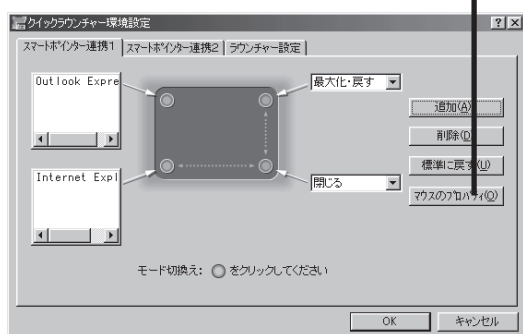 クイックラウンチャー環境設定
スマートポインター連携1 スマートポインター連携2 ラウンチャー設定
Outlook Expre
最大化・戻す
追加(A)
削除(D)
標準に戻す(U)
Internet Expl
閉じる
マウスのプロパティ(O)
モード切換え: をクリックしてください
OK キャンセル